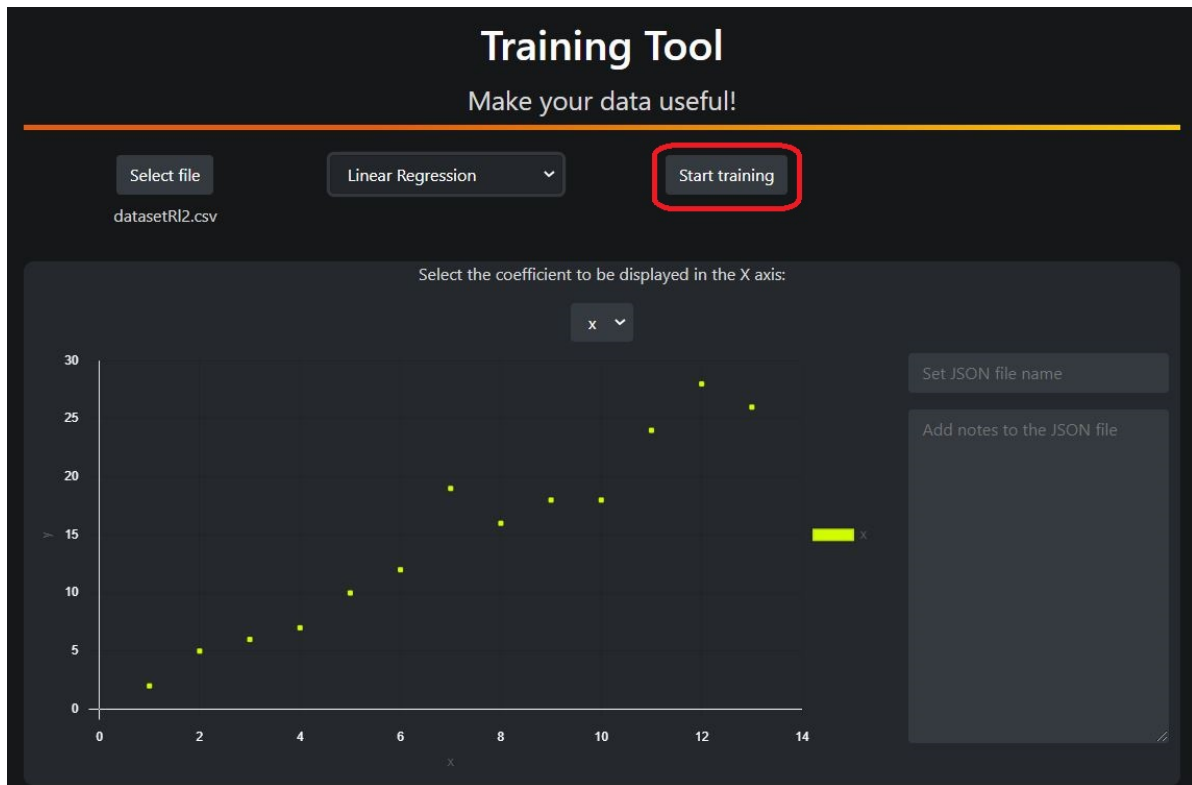 Training Tool
Make your data useful!
Select file
Linear Regression
Start training
datasetRl2.csv
Select the coefficient to be displayed in the X axis:
x
30
25
20
15
10
5
0
y
0 2 4 6 8 10 12 14
x
x
Set JSON file name
Add notes to the JSON file